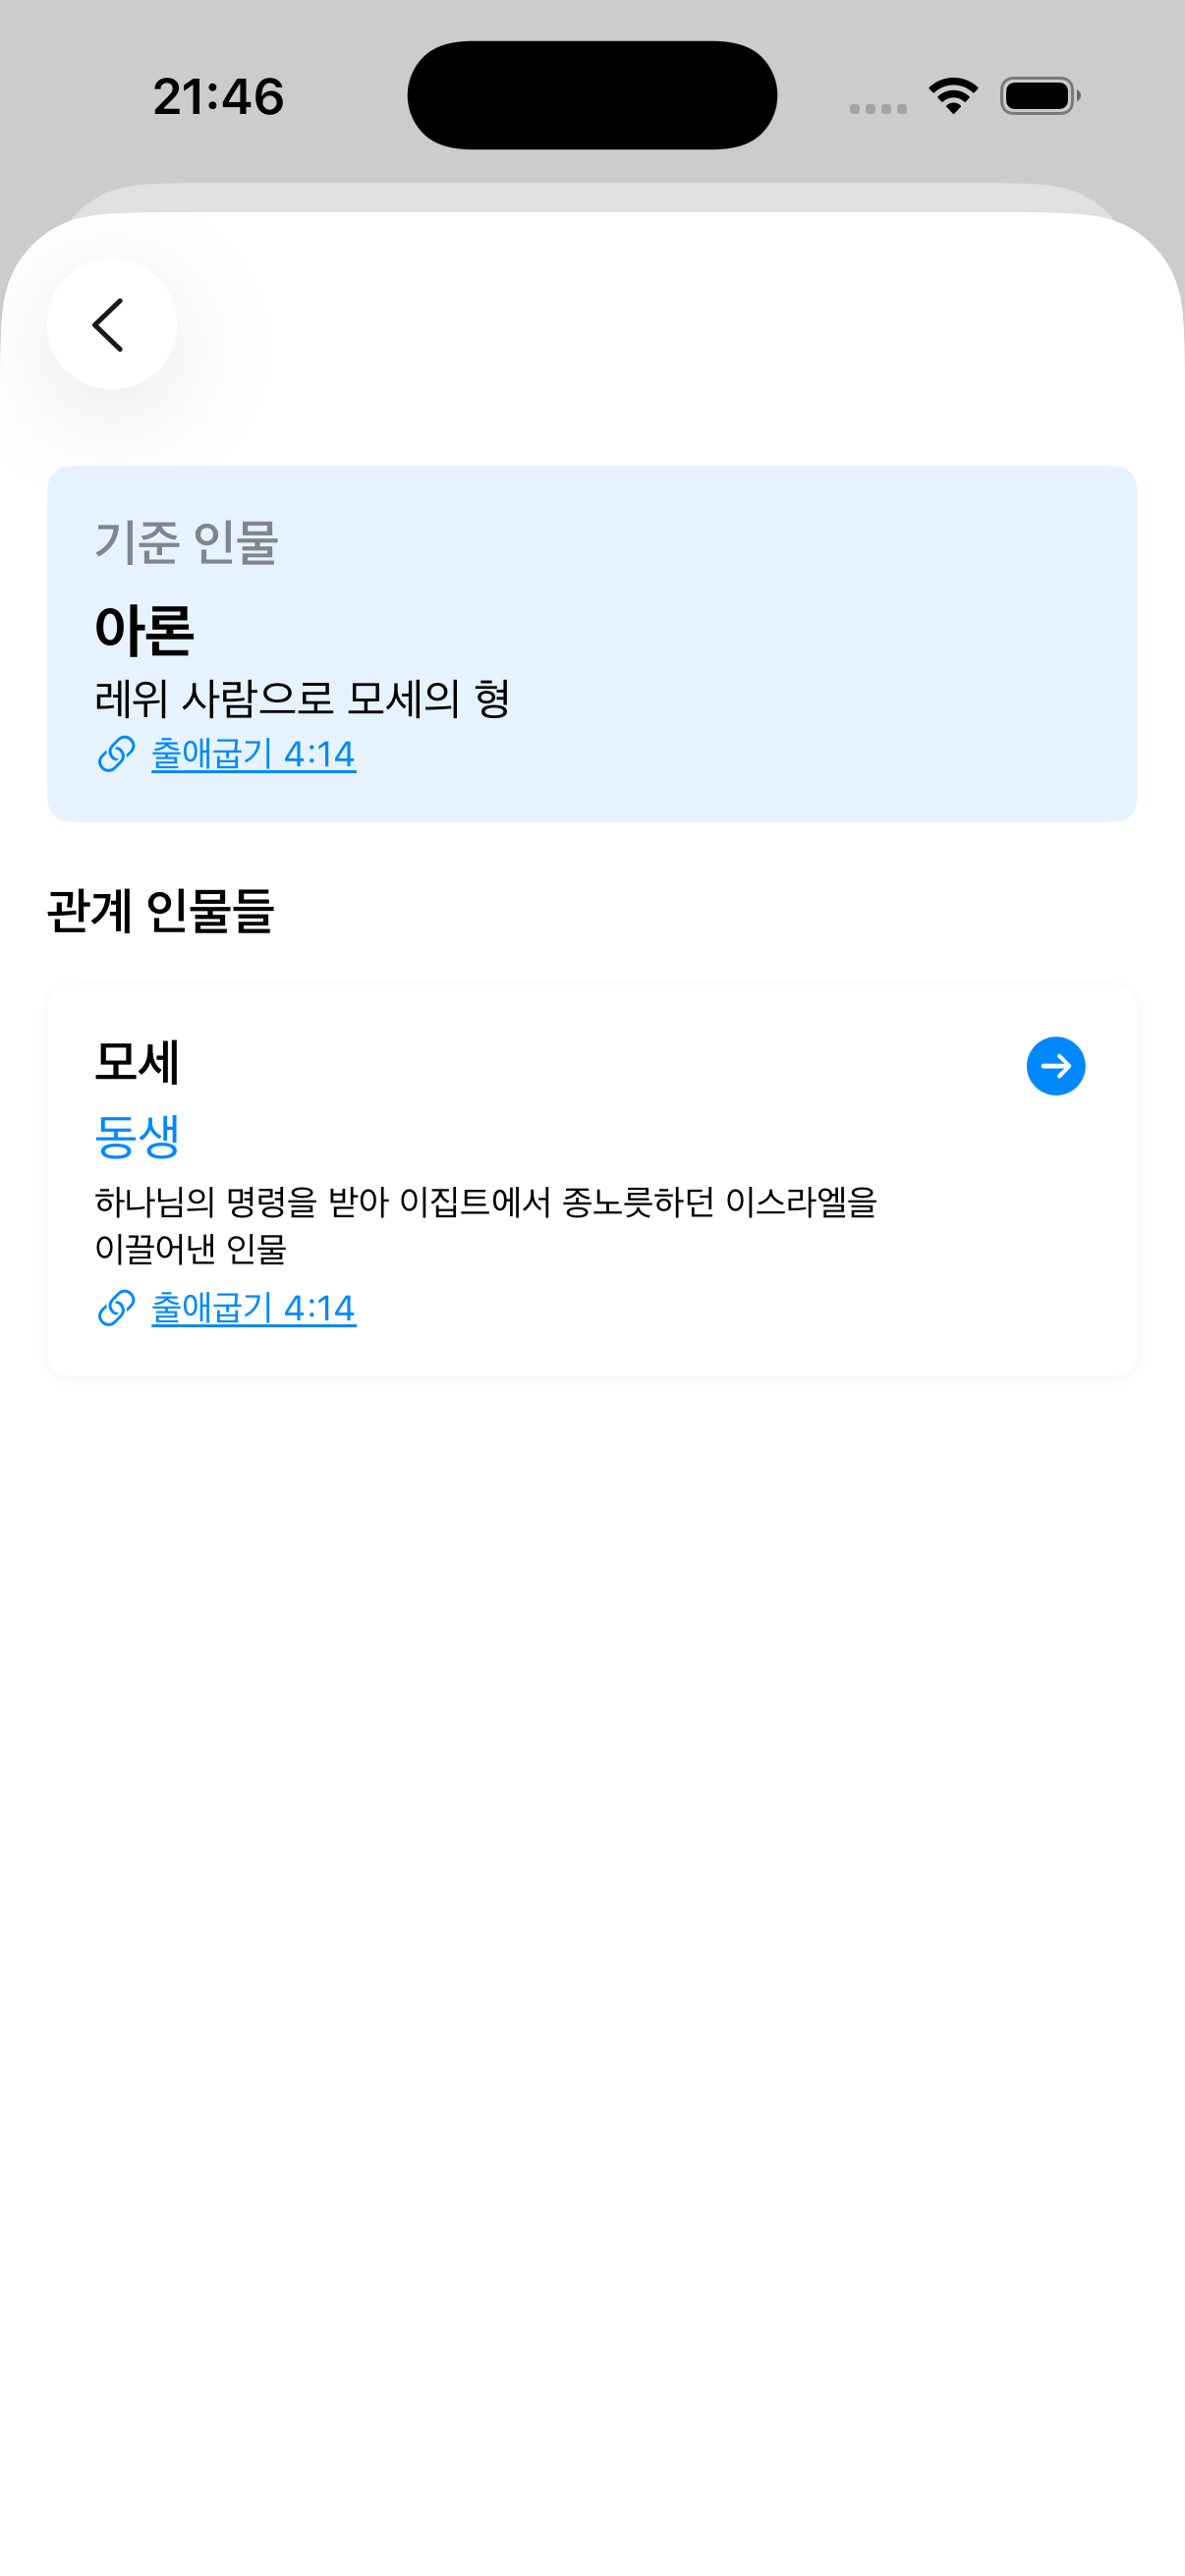 21:46
기준 인물
아론
레위 사람으로 모세의 형
출애굽기 4:14
관계 인물들
모세
동생
하나님의 명령을 받아 이집트에서 종노릇하던 이스라엘을
이끌어낸 인물
출애굽기 4:14